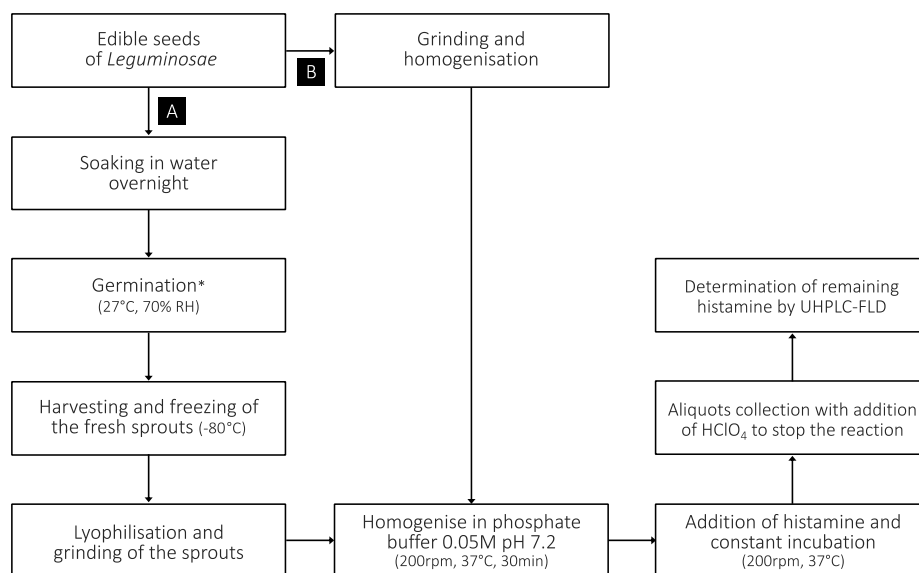 Edible seeds
of Leguminosae
B
Grinding and
homogenisation
A
Soaking in water
overnight
Germination*
(27°C, 70% RH)
Harvesting and freezing of
the fresh sprouts (-80°C)
Lyophilisation and
grinding of the sprouts
Homogenise in phosphate
buffer 0.05M pH 7.2
(200rpm, 37°C, 30min)
Addition of histamine and
constant incubation
(200rpm, 37°C)
Aliquots collection with addition
of HClO₄ to stop the reaction
Determination of remaining
histamine by UHPLC-FLD